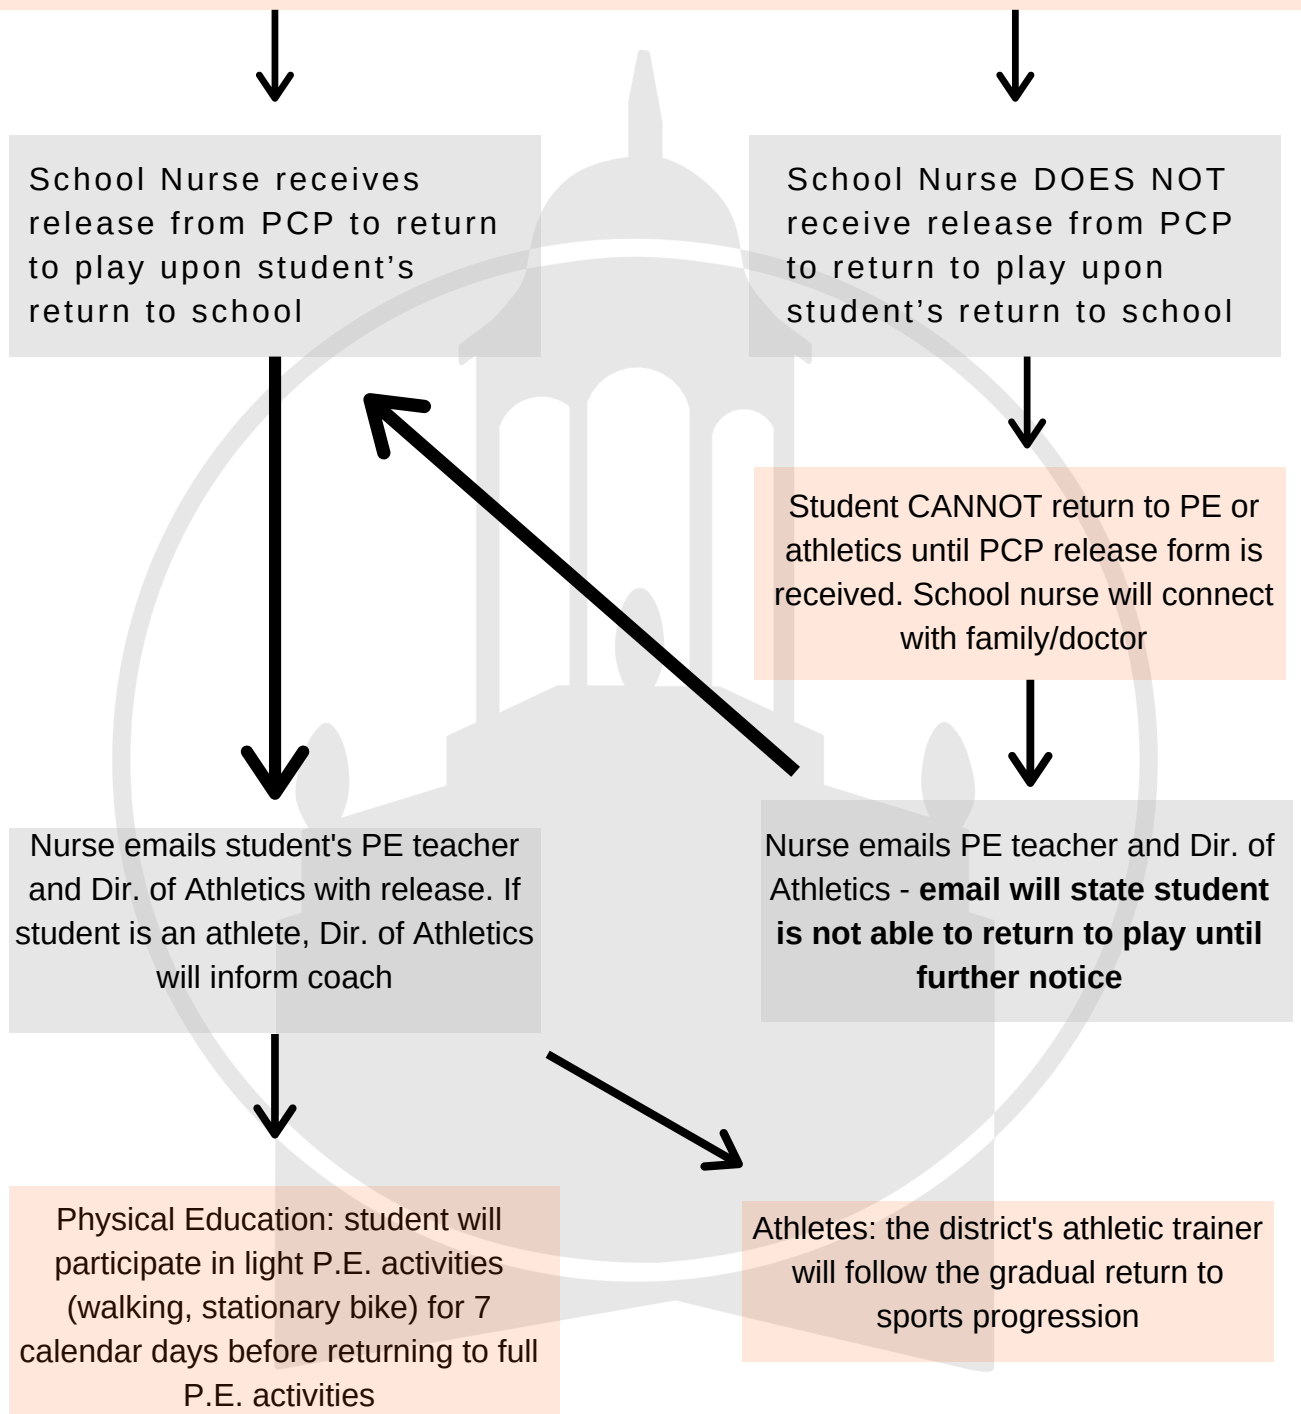 School Nurse receives
release from PCP to return
to play upon student’s
return to school
School Nurse DOES NOT
receive release from PCP
to return to play upon
student’s return to school
Student CANNOT return to PE or
athletics until PCP release form is
received. School nurse will connect
with family/doctor
Nurse emails student's PE teacher
and Dir. of Athletics with release. If
student is an athlete, Dir. of Athletics
will inform coach
Nurse emails PE teacher and Dir. of
Athletics - email will state student
is not able to return to play until
further notice
Physical Education: student will
participate in light P.E. activities
(walking, stationary bike) for 7
calendar days before returning to full
P.E. activities
Athletes: the district's athletic trainer
will follow the gradual return to
sports progression